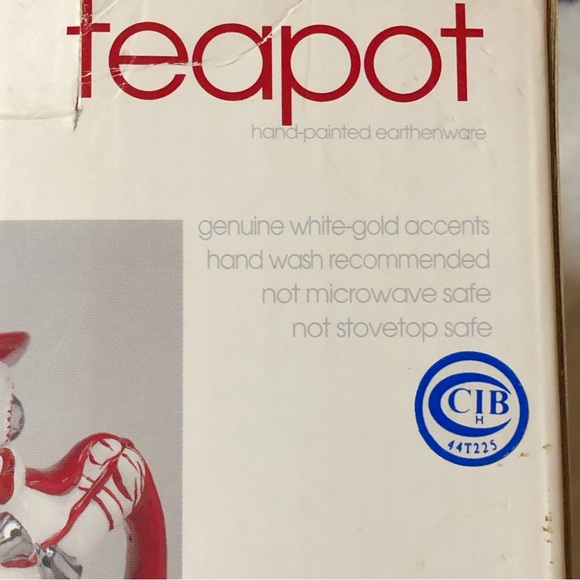 teapot
hand-painted earthenware
genuine white-gold accents
hand wash recommended
not microwave safe
not stovetop safe
CIB
H
44T225